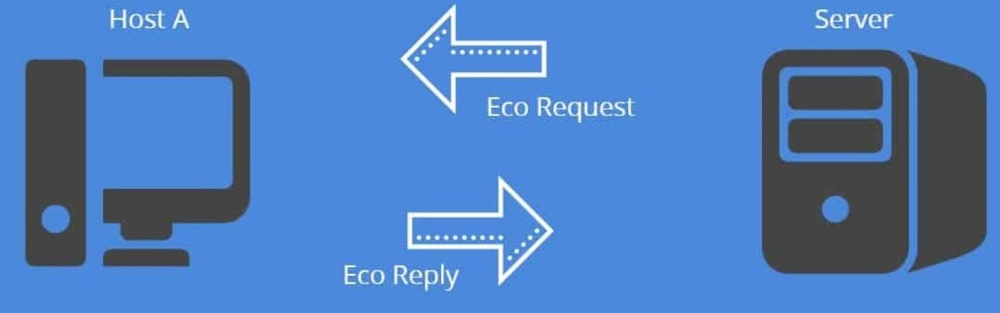 Host A
Server
Eco Request
Eco Reply